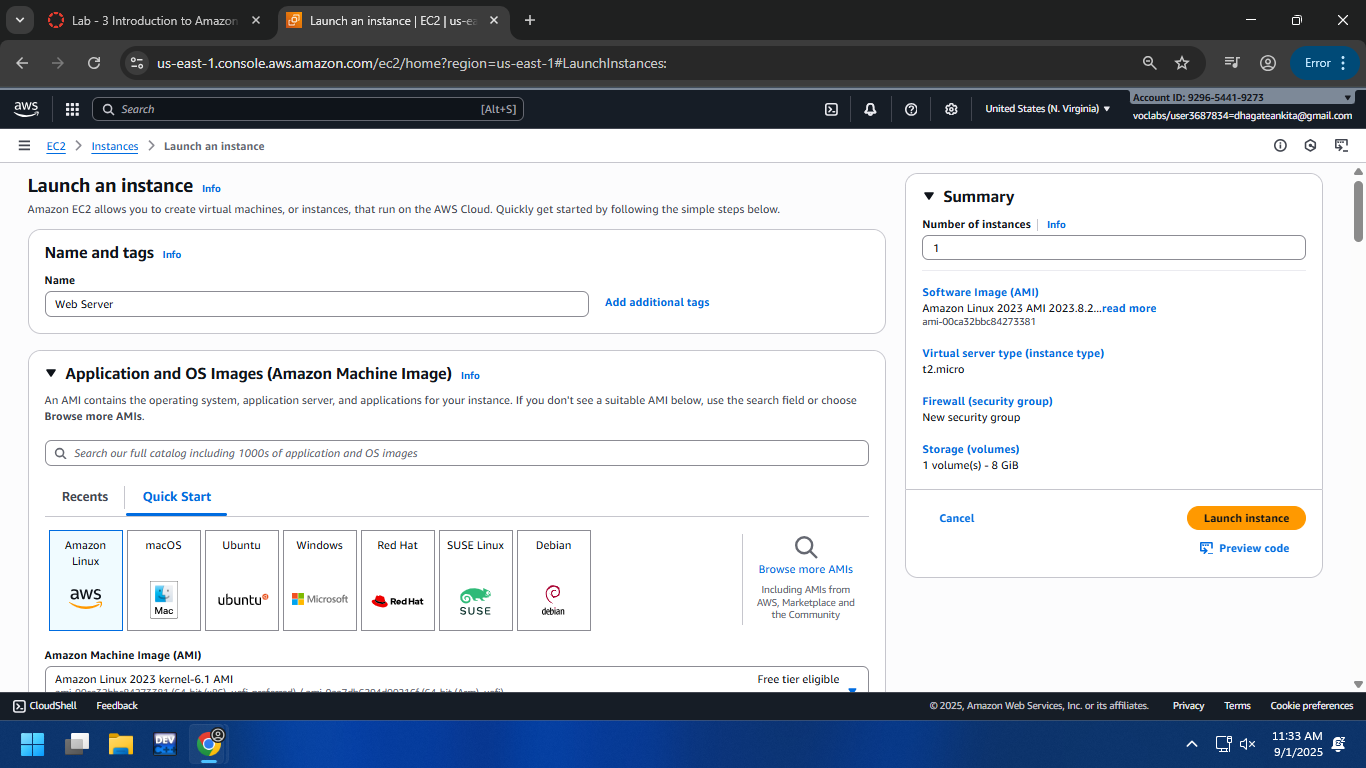 Lab - 3 Introduction to Amazon
Launch an instance | EC2 | us-ea
us-east-1.console.aws.amazon.com/ec2/home?region=us-east-1#LaunchInstances:
Error
aws
Search
[Alt+S]
United States (N. Virginia)
Account ID: 9296-5441-9273
voclabs/user3687834=dhagateankita@gmail.com
EC2
Instances
Launch an instance
Launch an instance Info
Amazon EC2 allows you to create virtual machines, or instances, that run on the AWS Cloud. Quickly get started by following the simple steps below.
Name and tags Info
Name
Web Server
Add additional tags
Application and OS Images (Amazon Machine Image) Info
An AMI contains the operating system, application server, and applications for your instance. If you don't see a suitable AMI below, use the search field or choose
Browse more AMIs.
Search our full catalog including 1000s of application and OS images
Recents
Quick Start
Amazon
Linux
aws
macOS
Mac
Ubuntu
ubuntu
Windows
Microsoft
Red Hat
Red Hat
SUSE Linux
SUSE
Debian
debian
Browse more AMIs
Including AMIs from
AWS, Marketplace and
the Community
Amazon Machine Image (AMI)
Amazon Linux 2023 kernel-6.1 AMI
Free tier eligible
Summary
Number of instances Info
1
Software Image (AMI)
Amazon Linux 2023 AMI 2023.8.2...read more
ami-00ca32bbc84273381
Virtual server type (instance type)
t2.micro
Firewall (security group)
New security group
Storage (volumes)
1 volume(s) - 8 GiB
Cancel
Launch instance
Preview code
CloudShell
Feedback
© 2025, Amazon Web Services, Inc. or its affiliates.
Privacy
Terms
Cookie preferences
DEV
11:33 AM
9/1/2025